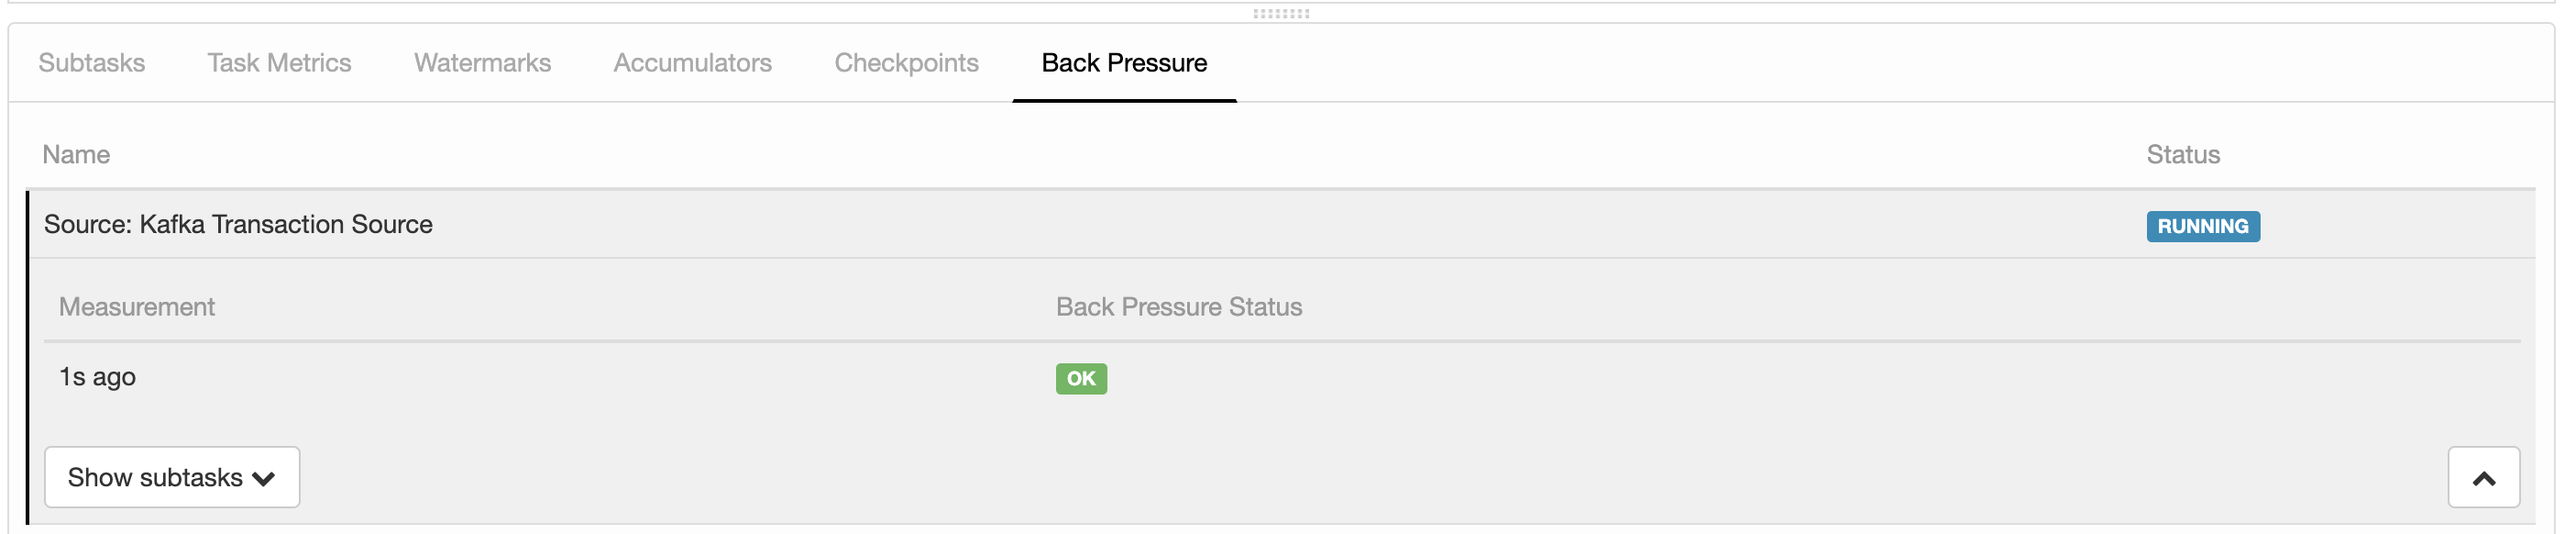 Subtasks Task Metrics Watermarks Accumulators Checkpoints Back Pressure
Name Status
Source: Kafka Transaction Source RUNNING
Measurement Back Pressure Status
1s ago OK
Show subtasks